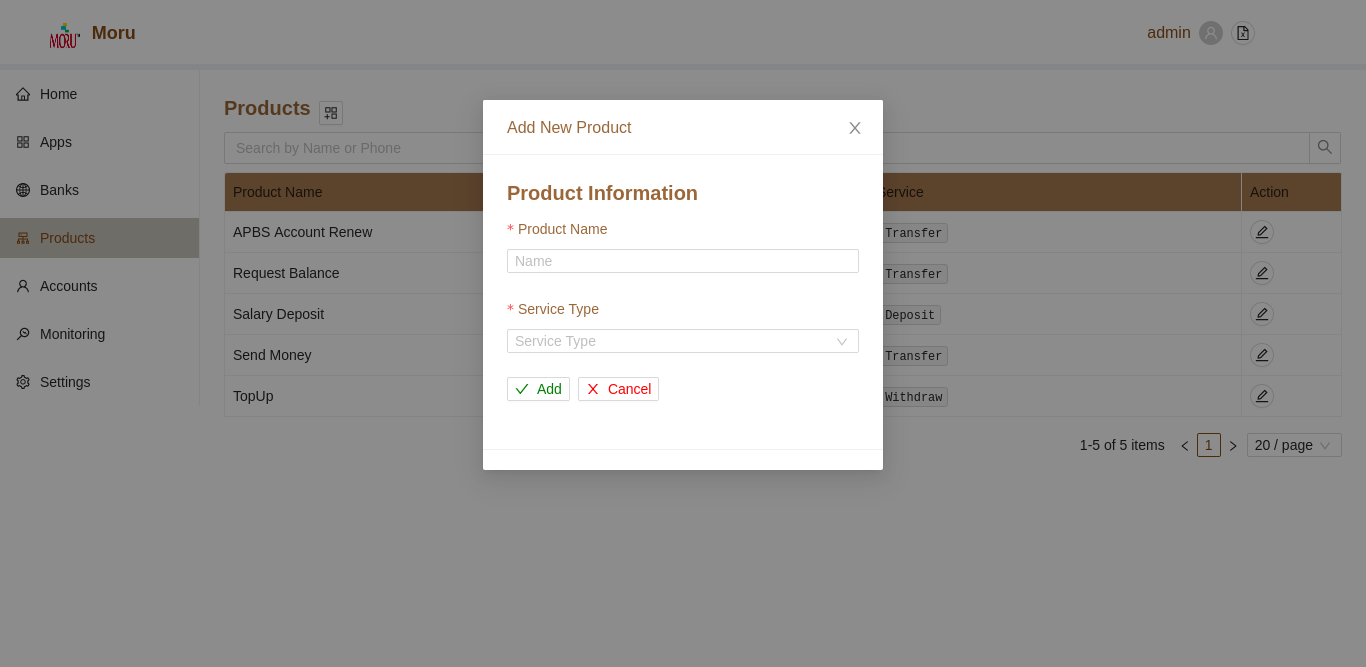 MORU Moru
admin
Home
Apps
Banks
Products
Accounts
Monitoring
Settings
Products
Search by Name or Phone
Product Name Service Action
APBS Account Renew Transfer
Request Balance Transfer
Salary Deposit Deposit
Send Money Transfer
TopUp Withdraw
1-5 of 5 items 1 20 / page
Add New Product
Product Information
* Product Name
Name
* Service Type
Service Type
Add Cancel